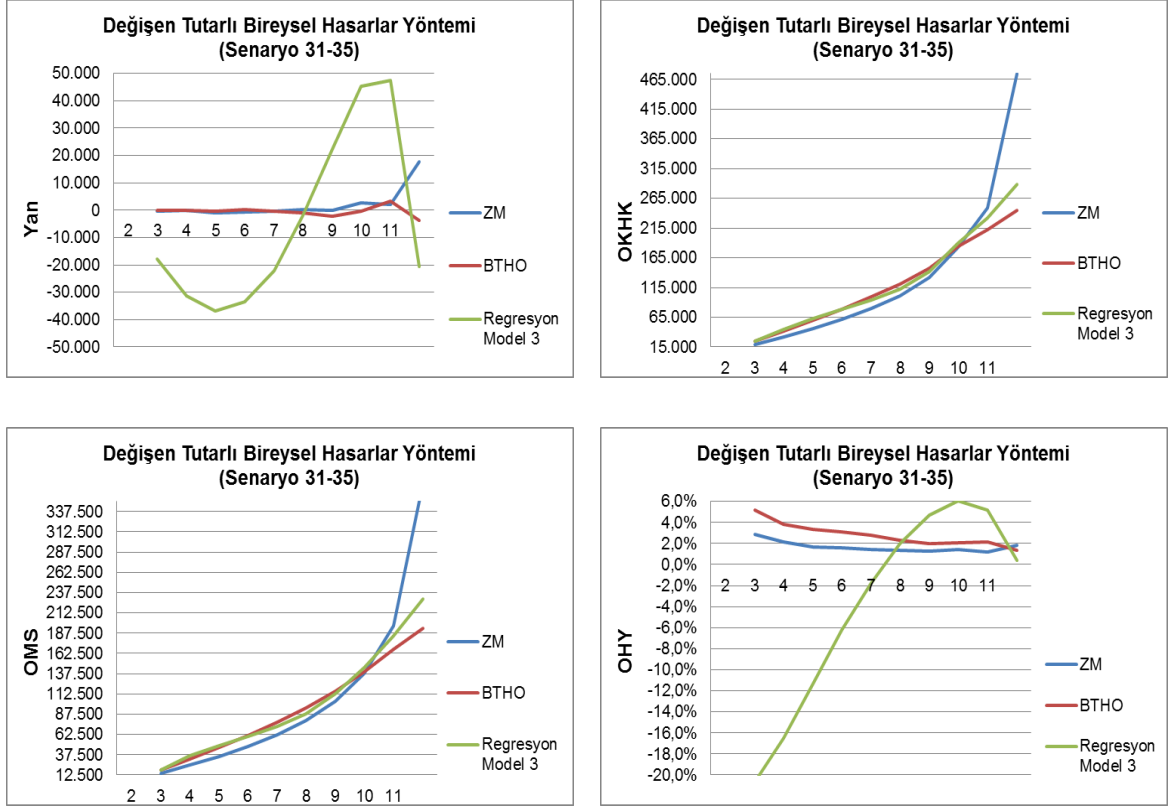 Değişen Tutarlı Bireysel Hasarlar Yöntemi
(Senaryo 31-35)
Yan
50.000
40.000
30.000
20.000
10.000
0
-10.000
-20.000
-30.000
-40.000
-50.000
2 3 4 5 6 7 8 9 10 11
ZM
BTHO
Regresyon
Model 3
Değişen Tutarlı Bireysel Hasarlar Yöntemi
(Senaryo 31-35)
OKHK
465.000
415.000
365.000
315.000
265.000
215.000
165.000
115.000
65.000
15.000
2 3 4 5 6 7 8 9 10 11
ZM
BTHO
Regresyon
Model 3
Değişen Tutarlı Bireysel Hasarlar Yöntemi
(Senaryo 31-35)
OMS
337.500
312.500
287.500
262.500
237.500
212.500
187.500
162.500
137.500
112.500
87.500
62.500
37.500
12.500
2 3 4 5 6 7 8 9 10 11
ZM
BTHO
Regresyon
Model 3
Değişen Tutarlı Bireysel Hasarlar Yöntemi
(Senaryo 31-35)
OHY
6,0%
4,0%
2,0%
0,0%
-2,0%
-4,0%
-6,0%
-8,0%
-10,0%
-12,0%
-14,0%
-16,0%
-18,0%
-20,0%
2 3 4 5 6 7 8 9 10 11
ZM
BTHO
Regresyon
Model 3